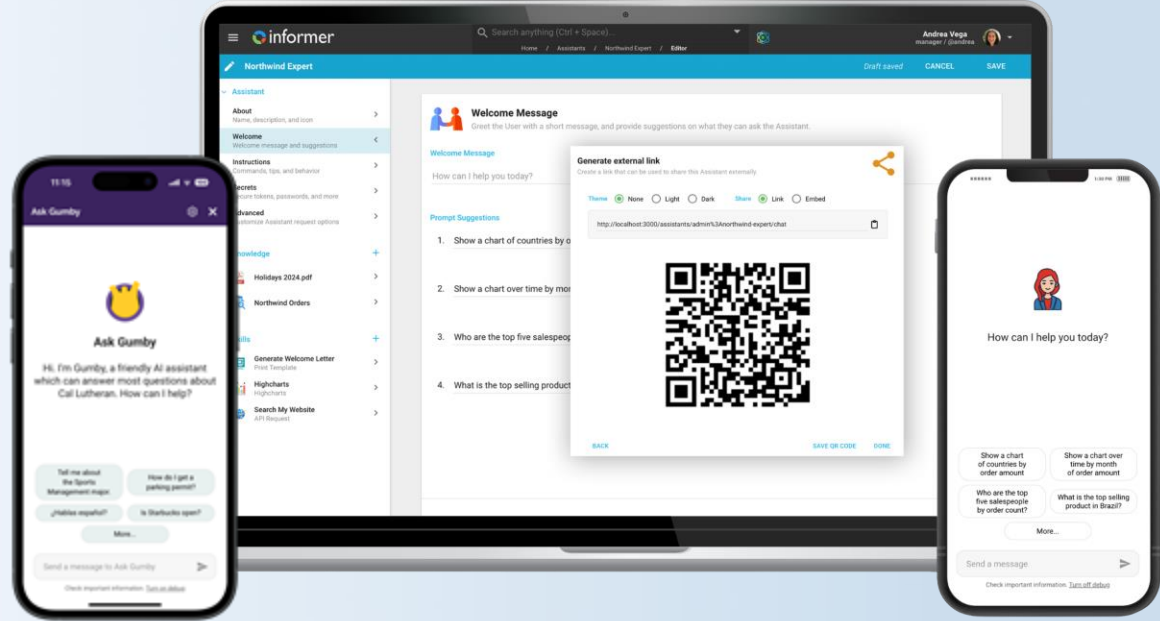 informer
Search anything (Ctrl + Space)...
Home / Assistants / Northwind Expert / Editor
Andrea Vega
manager / @andrea
Northwind Expert
Draft saved
CANCEL
SAVE
Assistant
About
Name, description, and icon
Welcome
Welcome message and suggestions
Instructions
Commands, tips, and behavior
ecrets
ecure tokens, passwords, and more
dvanced
ustomize Assistant request options
nowledge
Holidays 2024.pdf
Northwind Orders
ills
Generate Welcome Letter
Print Template
Highcharts
Highcharts
Search My Website
API Request
Welcome Message
Greet the User with a short message, and provide suggestions on what they can ask the Assistant.
Welcome Message
How can I help you today?
Prompt Suggestions
1. Show a chart of countries by o
2. Show a chart over time by mo
3. Who are the top five salespeop
4. What is the top selling product
Generate external link
Create a link that can be used to share this Assistant externally
Theme None Light Dark Share Link Embed
http://localhost:3000/assistants/admin%3Anorthwind-expert/chat
BACK
SAVE QR CODE
DONE
11:15
Ask Gumby
Ask Gumby
Hi. I'm Gumby, a friendly AI assistant
which can answer most questions about
Cal Lutheran. How can I help?
Tell me about
the Sports
Management major.
How do I get a
parking permit?
¿Hablas español?
Is Starbucks open?
More...
Send a message to Ask Gumby
Check important information. Turn on debug
How can I help you today?
Show a chart
of countries by
order amount
Show a chart over
time by month
of order amount
Who are the top
five salespeople
by order count?
What is the top selling
product in Brazil?
More...
Send a message
Check important information. Turn off debug